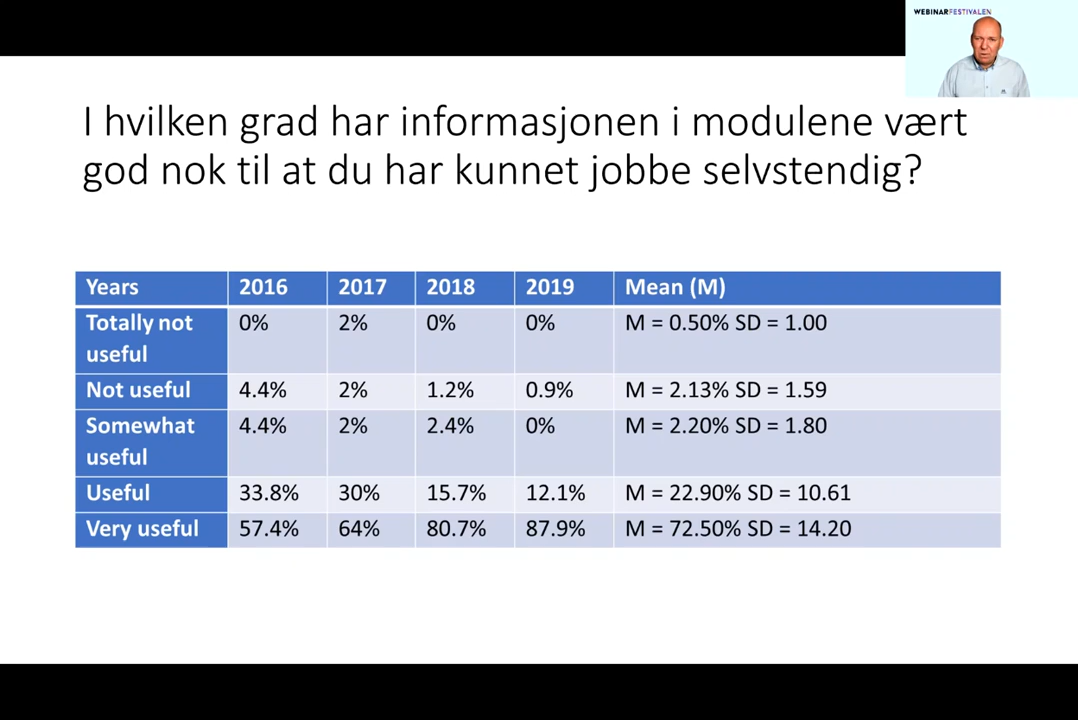 WEBINARFESTIVALEN
I hvilken grad har informasjonen i modulene vært
god nok til at du har kunnet jobbe selvstendig?
Years 2016 2017 2018 2019 Mean (M)
Totally not 0% 2% 0% 0% M = 0.50% SD = 1.00
useful
Not useful 4.4% 2% 1.2% 0.9% M = 2.13% SD = 1.59
Somewhat 4.4% 2% 2.4% 0% M = 2.20% SD = 1.80
useful
Useful 33.8% 30% 15.7% 12.1% M = 22.90% SD = 10.61
Very useful 57.4% 64% 80.7% 87.9% M = 72.50% SD = 14.20